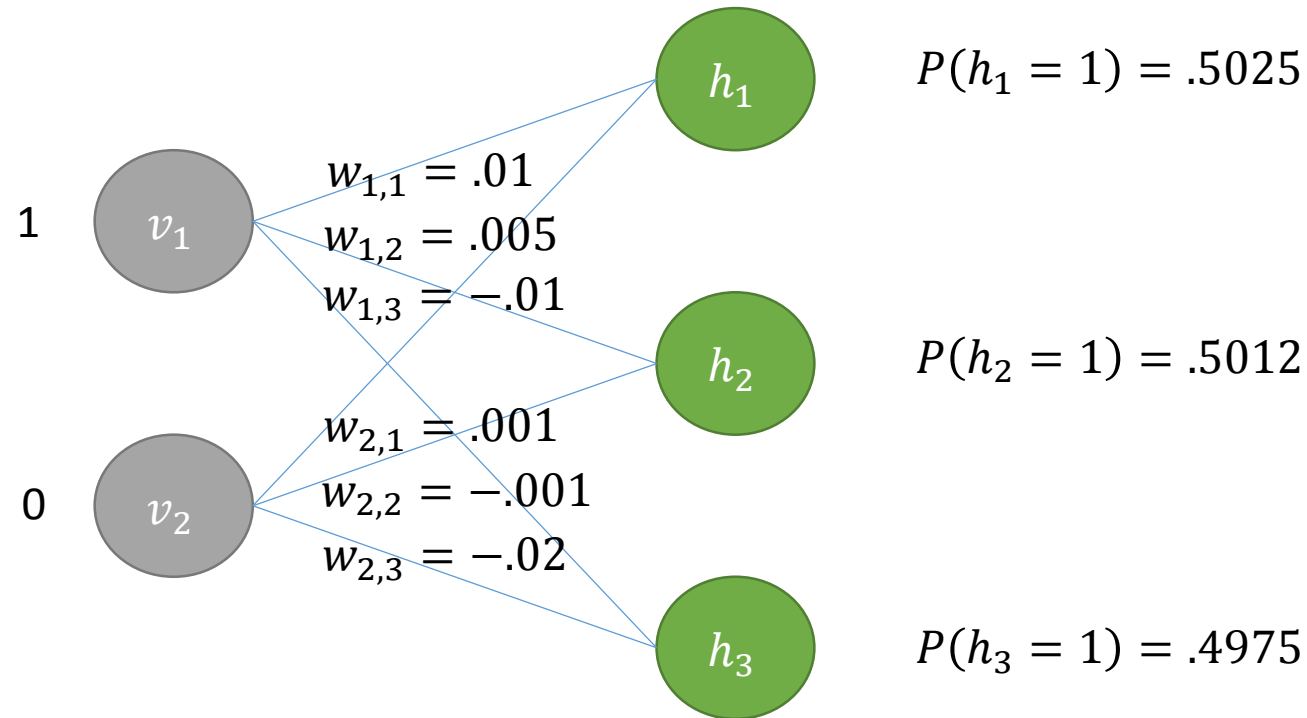 h₁ P(h₁ = 1) = .5025
w₁,₁ = .01
1 v₁
w₁,₂ = .005
w₁,₃ = −.01
h₂ P(h₂ = 1) = .5012
w₂,₁ = .001
0 v₂
w₂,₂ = −.001
w₂,₃ = −.02
h₃ P(h₃ = 1) = .4975